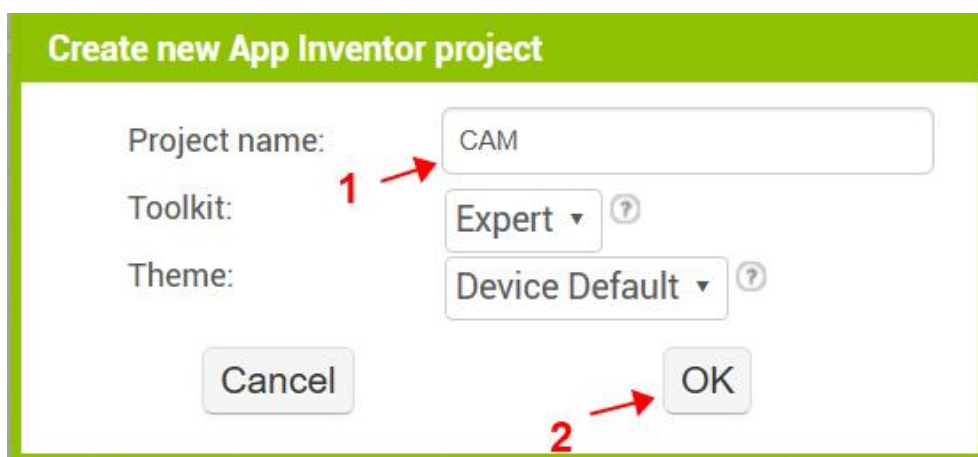 Create new App Inventor project
Project name: CAM
1
Toolkit: Expert ?
Theme: Device Default ?
Cancel OK
2